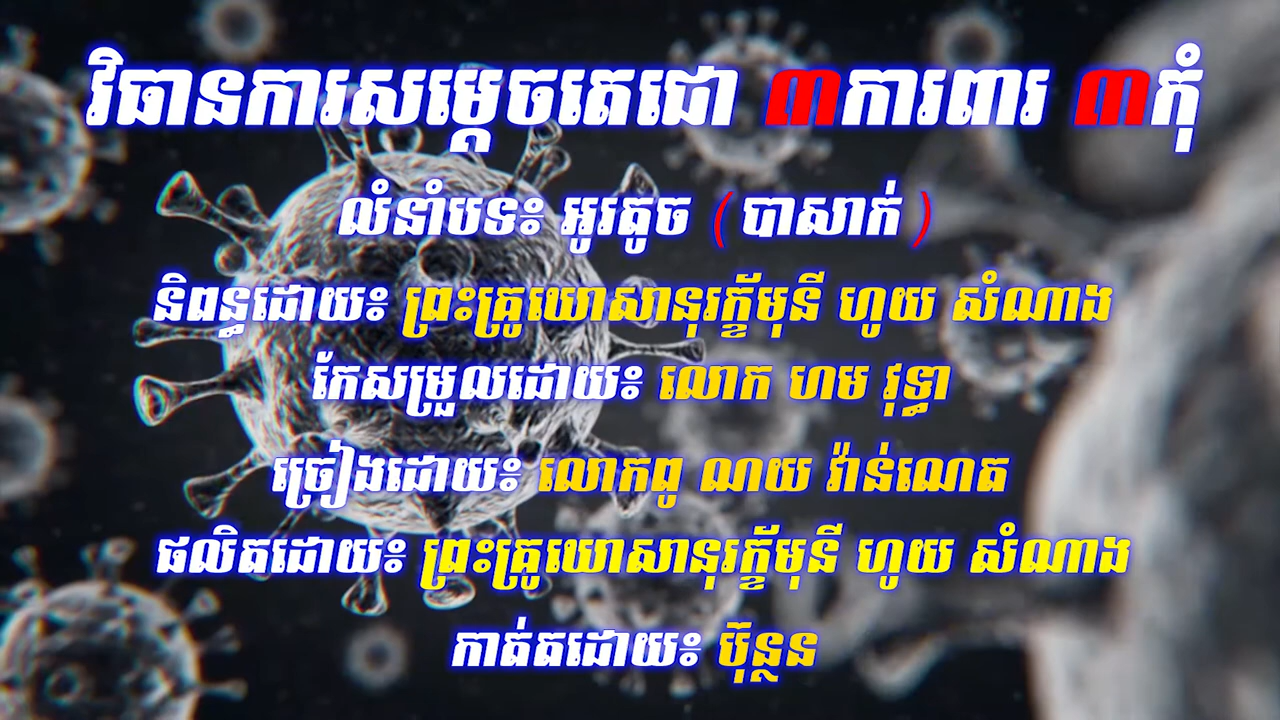 វិធានការសម្ដេចតេជោ ៣ការពារ ៣កុំ
លំនាំបទ៖ អូរតូច (បាសាក់)
និពន្ធដោយ៖ ព្រះគ្រូឃោសានុរក្ខ័មុនី ហូយ សំណាង
កែសម្រួលដោយ៖ លោក ហម វុទ្ធា
ច្រៀងដោយ៖ លោកពូ ណយ វ៉ាន់ណេត
ផលិតដោយ៖ ព្រះគ្រូឃោសានុរក្ខ័មុនី ហូយ សំណាង
កាត់តដោយ៖ ប៊ុន្ថន